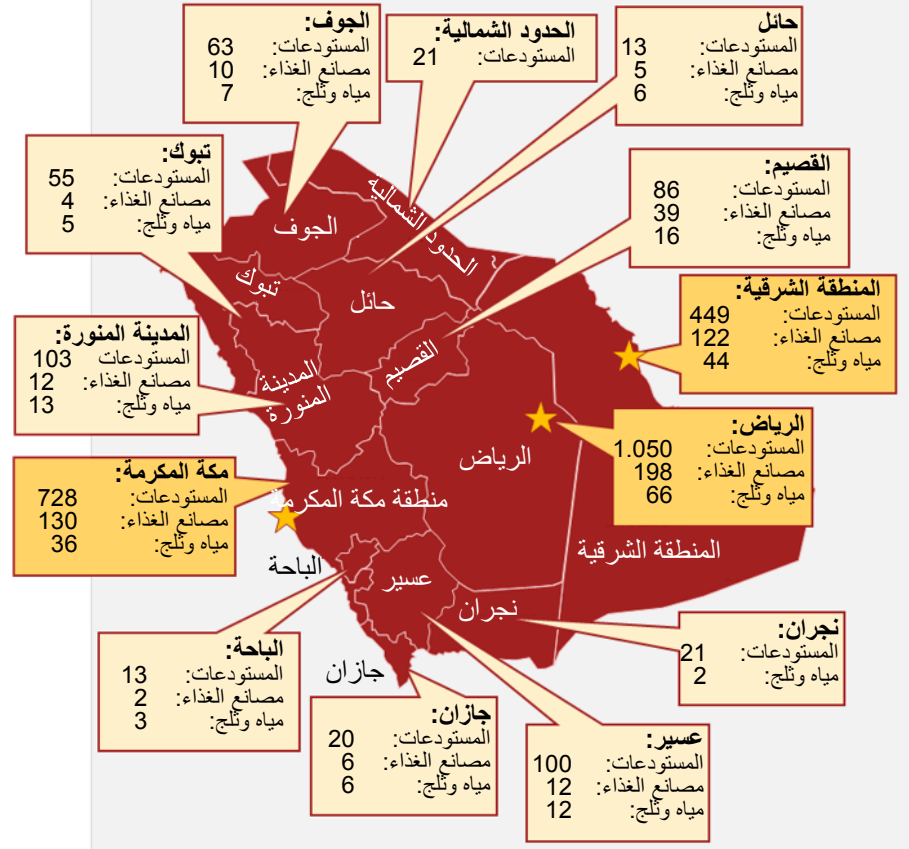 الجوف:
المستودعات: 63
مصانع الغذاء: 10
مياه وثلج: 7
الحدود الشمالية:
المستودعات: 21
حائل
المستودعات: 13
مصانع الغذاء: 5
مياه وثلج: 6
تبوك:
المستودعات: 55
مصانع الغذاء: 4
مياه وثلج: 5
القصيم:
المستودعات: 86
مصانع الغذاء: 39
مياه وثلج: 16
المنطقة الشرقية:
المستودعات: 449
مصانع الغذاء: 122
مياه وثلج: 44
المدينة المنورة:
المستودعات 103
مصانع الغذاء: 12
مياه وثلج: 13
الرياض:
المستودعات: 1.050
مصانع الغذاء: 198
مياه وثلج: 66
مكة المكرمة:
المستودعات: 728
مصانع الغذاء: 130
مياه وثلج: 36
نجران:
المستودعات: 21
مياه وثلج: 2
الباحة:
المستودعات: 13
مصانع الغذاء: 2
مياه وثلج: 3
جازان:
المستودعات: 20
مصانع الغذاء: 6
مياه وثلج: 6
عسير:
المستودعات: 100
مصانع الغذاء: 12
مياه وثلج: 12
الجوف
الحدود الشمالية
تبوك
حائل
القصيم
المدينة
المنورة
الرياض
منطقة مكة المكرمة
المنطقة الشرقية
الباحة
عسير
نجران
جازان